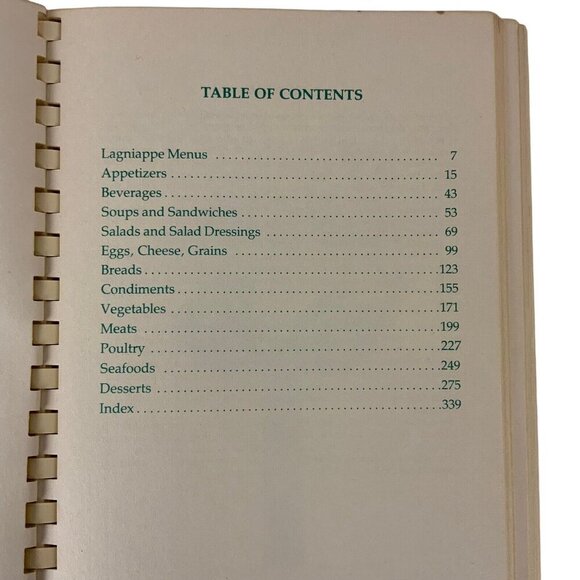 TABLE OF CONTENTS
Lagniappe Menus . . . . . . . . . . . . . . . . . . . . . . . . . . . . . . . . . . . . 7
Appetizers . . . . . . . . . . . . . . . . . . . . . . . . . . . . . . . . . . . . . . . . . . . 15
Beverages . . . . . . . . . . . . . . . . . . . . . . . . . . . . . . . . . . . . . . . . . . . . 43
Soups and Sandwiches . . . . . . . . . . . . . . . . . . . . . . . . . . . . . . . . 53
Salads and Salad Dressings . . . . . . . . . . . . . . . . . . . . . . . . . . . . 69
Eggs, Cheese, Grains . . . . . . . . . . . . . . . . . . . . . . . . . . . . . . . . . 99
Breads . . . . . . . . . . . . . . . . . . . . . . . . . . . . . . . . . . . . . . . . . . . . . . .123
Condiments . . . . . . . . . . . . . . . . . . . . . . . . . . . . . . . . . . . . . . . . . .155
Vegetables . . . . . . . . . . . . . . . . . . . . . . . . . . . . . . . . . . . . . . . . . . .171
Meats . . . . . . . . . . . . . . . . . . . . . . . . . . . . . . . . . . . . . . . . . . . . . . . .199
Poultry . . . . . . . . . . . . . . . . . . . . . . . . . . . . . . . . . . . . . . . . . . . . . .227
Seafoods . . . . . . . . . . . . . . . . . . . . . . . . . . . . . . . . . . . . . . . . . . . . .249
Desserts . . . . . . . . . . . . . . . . . . . . . . . . . . . . . . . . . . . . . . . . . . . . .275
Index . . . . . . . . . . . . . . . . . . . . . . . . . . . . . . . . . . . . . . . . . . . . . . . .339